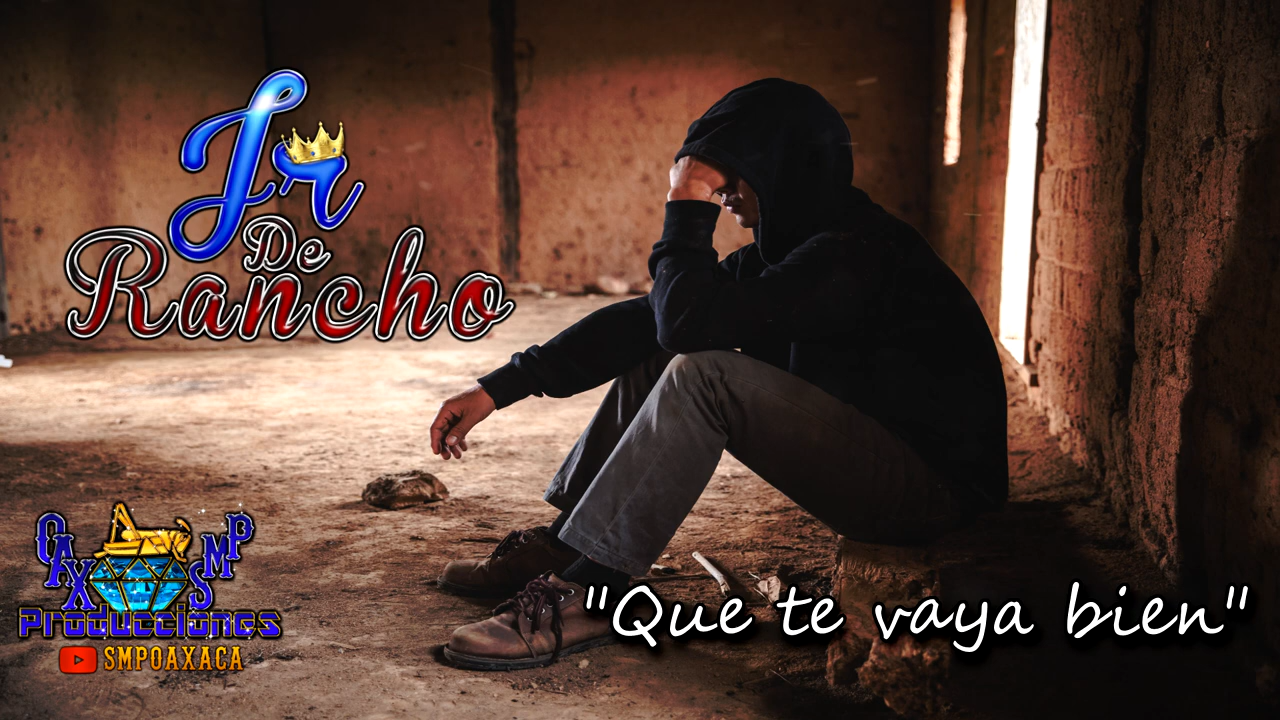 Jr
De
Rancho
OAX SMP
Producciones
SMPOAXACA
"Que te vaya bien"